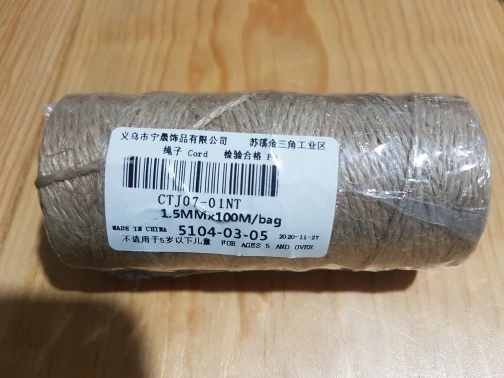 义乌市宁晟饰品有限公司 苏溪金三角工业区
绳子 Cord 检验合格
CTJ07-01NT
1.5MMx100M/bag
MADE IN CHINA 5104-03-05 2020-11-27
不适用于5岁以下儿童 FOR AGES 5 AND OVER